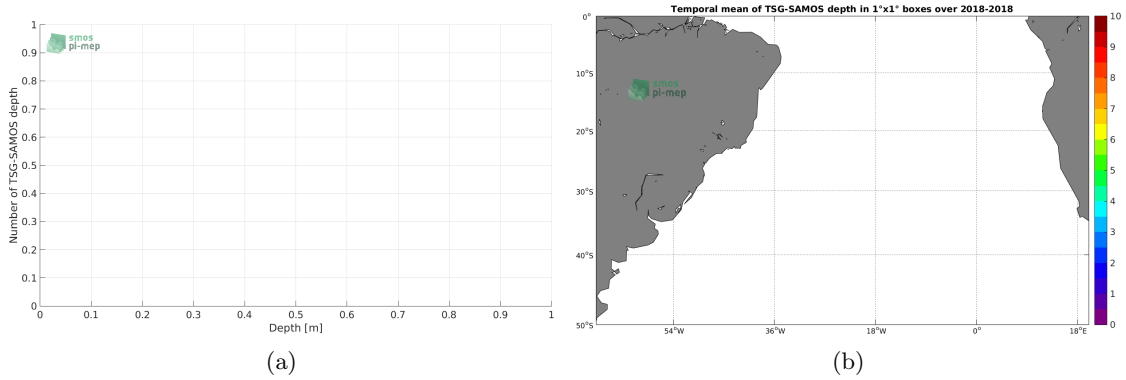 Temporal mean of TSG-SAMOS depth in 1°x1° boxes over 2018-2018
smos
pi-mep
Number of TSG-SAMOS depth
1
0.9
0.8
0.7
0.6
0.5
0.4
0.3
0.2
0.1
0
0 0.1 0.2 0.3 0.4 0.5 0.6 0.7 0.8 0.9 1
Depth [m]
(a)
smos
pi-mep
0°
10°S
20°S
30°S
40°S
50°S
54°W 36°W 18°W 0° 18°E
10
9
8
7
6
5
4
3
2
1
0
(b)